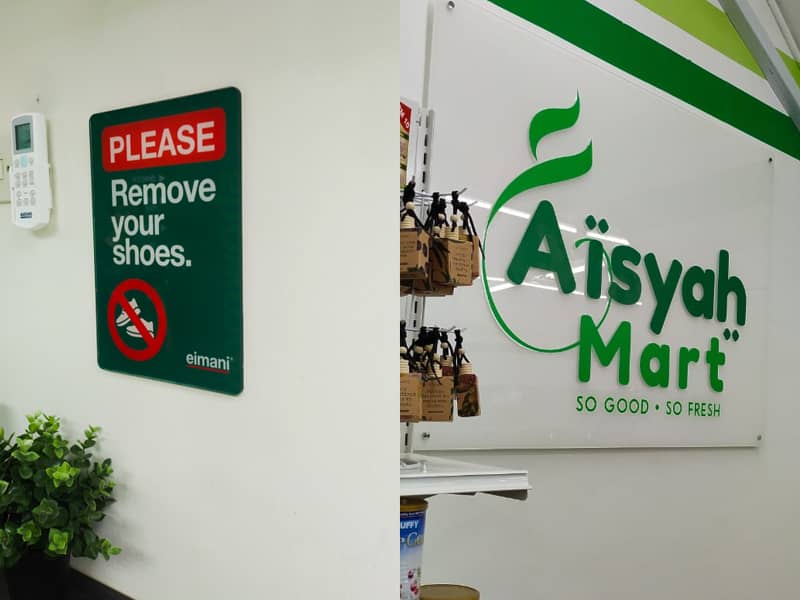 PLEASE
Remove
your
shoes.
eimani
Aïsyah
Mart
SO GOOD • SO FRESH